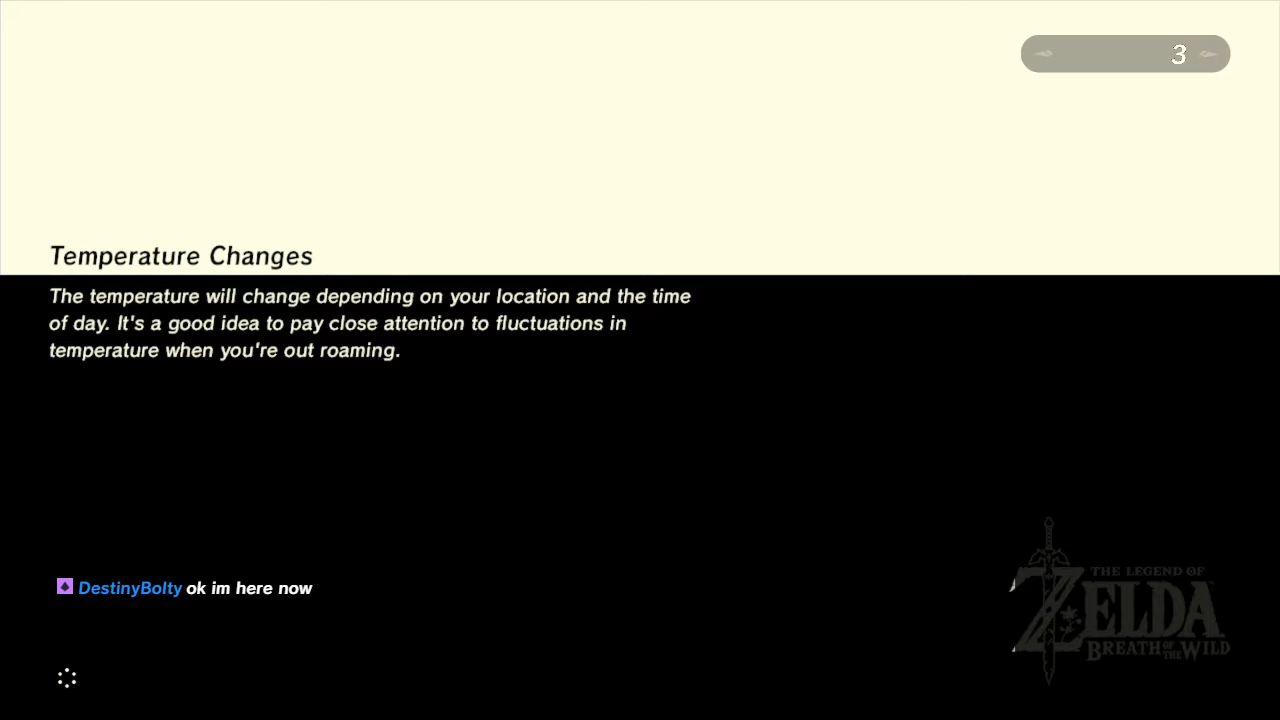 3
Temperature Changes
The temperature will change depending on your location and the time
of day. It's a good idea to pay close attention to fluctuations in
temperature when you're out roaming.
DestinyBolty ok im here now
THE LEGEND OF
ZELDA
BREATH OF THE WILD